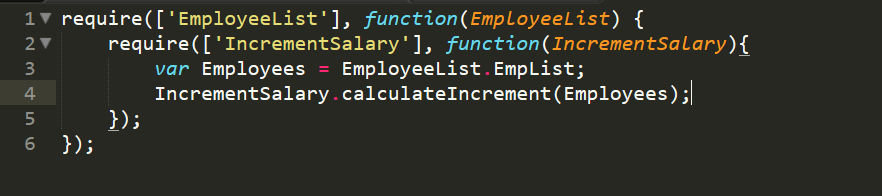 1 require(['EmployeeList'], function(EmployeeList) {
2     require(['IncrementSalary'], function(IncrementSalary){
3         var Employees = EmployeeList.EmpList;
4         IncrementSalary.calculateIncrement(Employees);
5     });
6 });